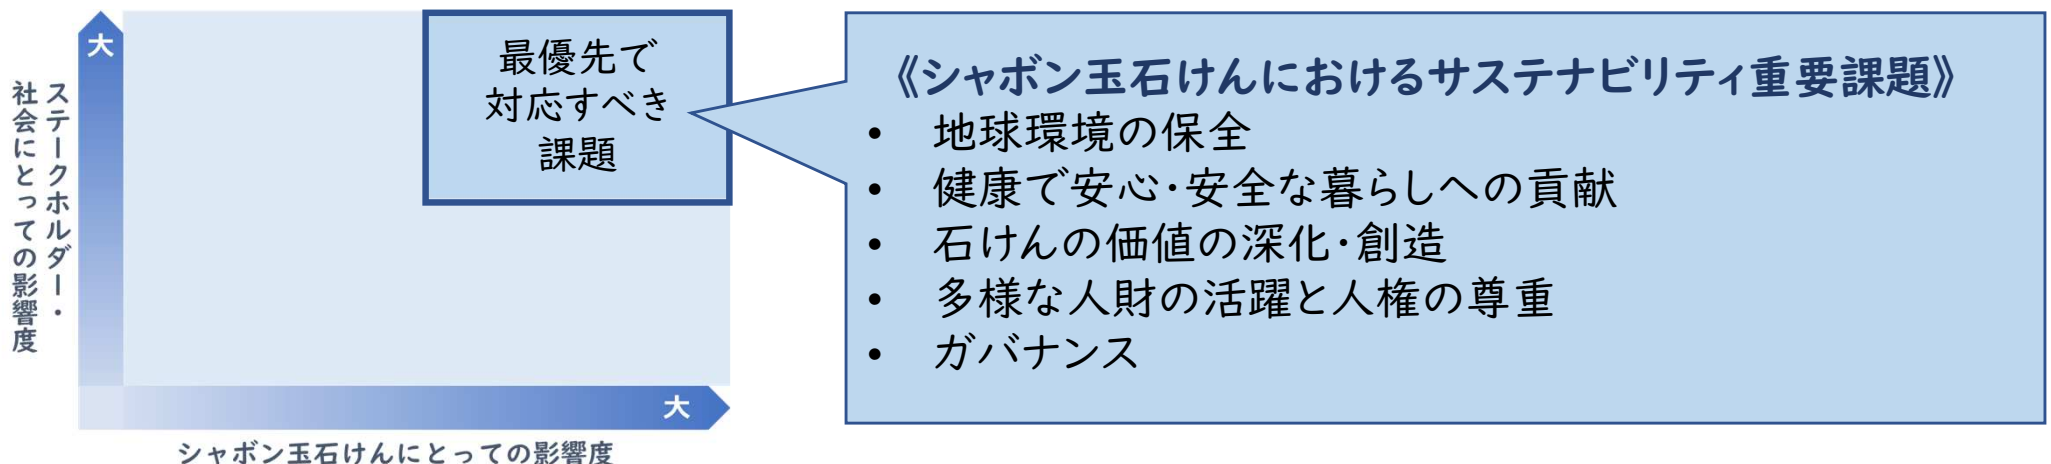 大
ステークホルダー・
社会にとっての影響度
最優先で
対応すべき
課題
大
シャボン玉石けんにとっての影響度
《シャボン玉石けんにおけるサステナビリティ重要課題》
• 地球環境の保全
• 健康で安心・安全な暮らしへの貢献
• 石けんの価値の深化・創造
• 多様な人財の活躍と人権の尊重
• ガバナンス